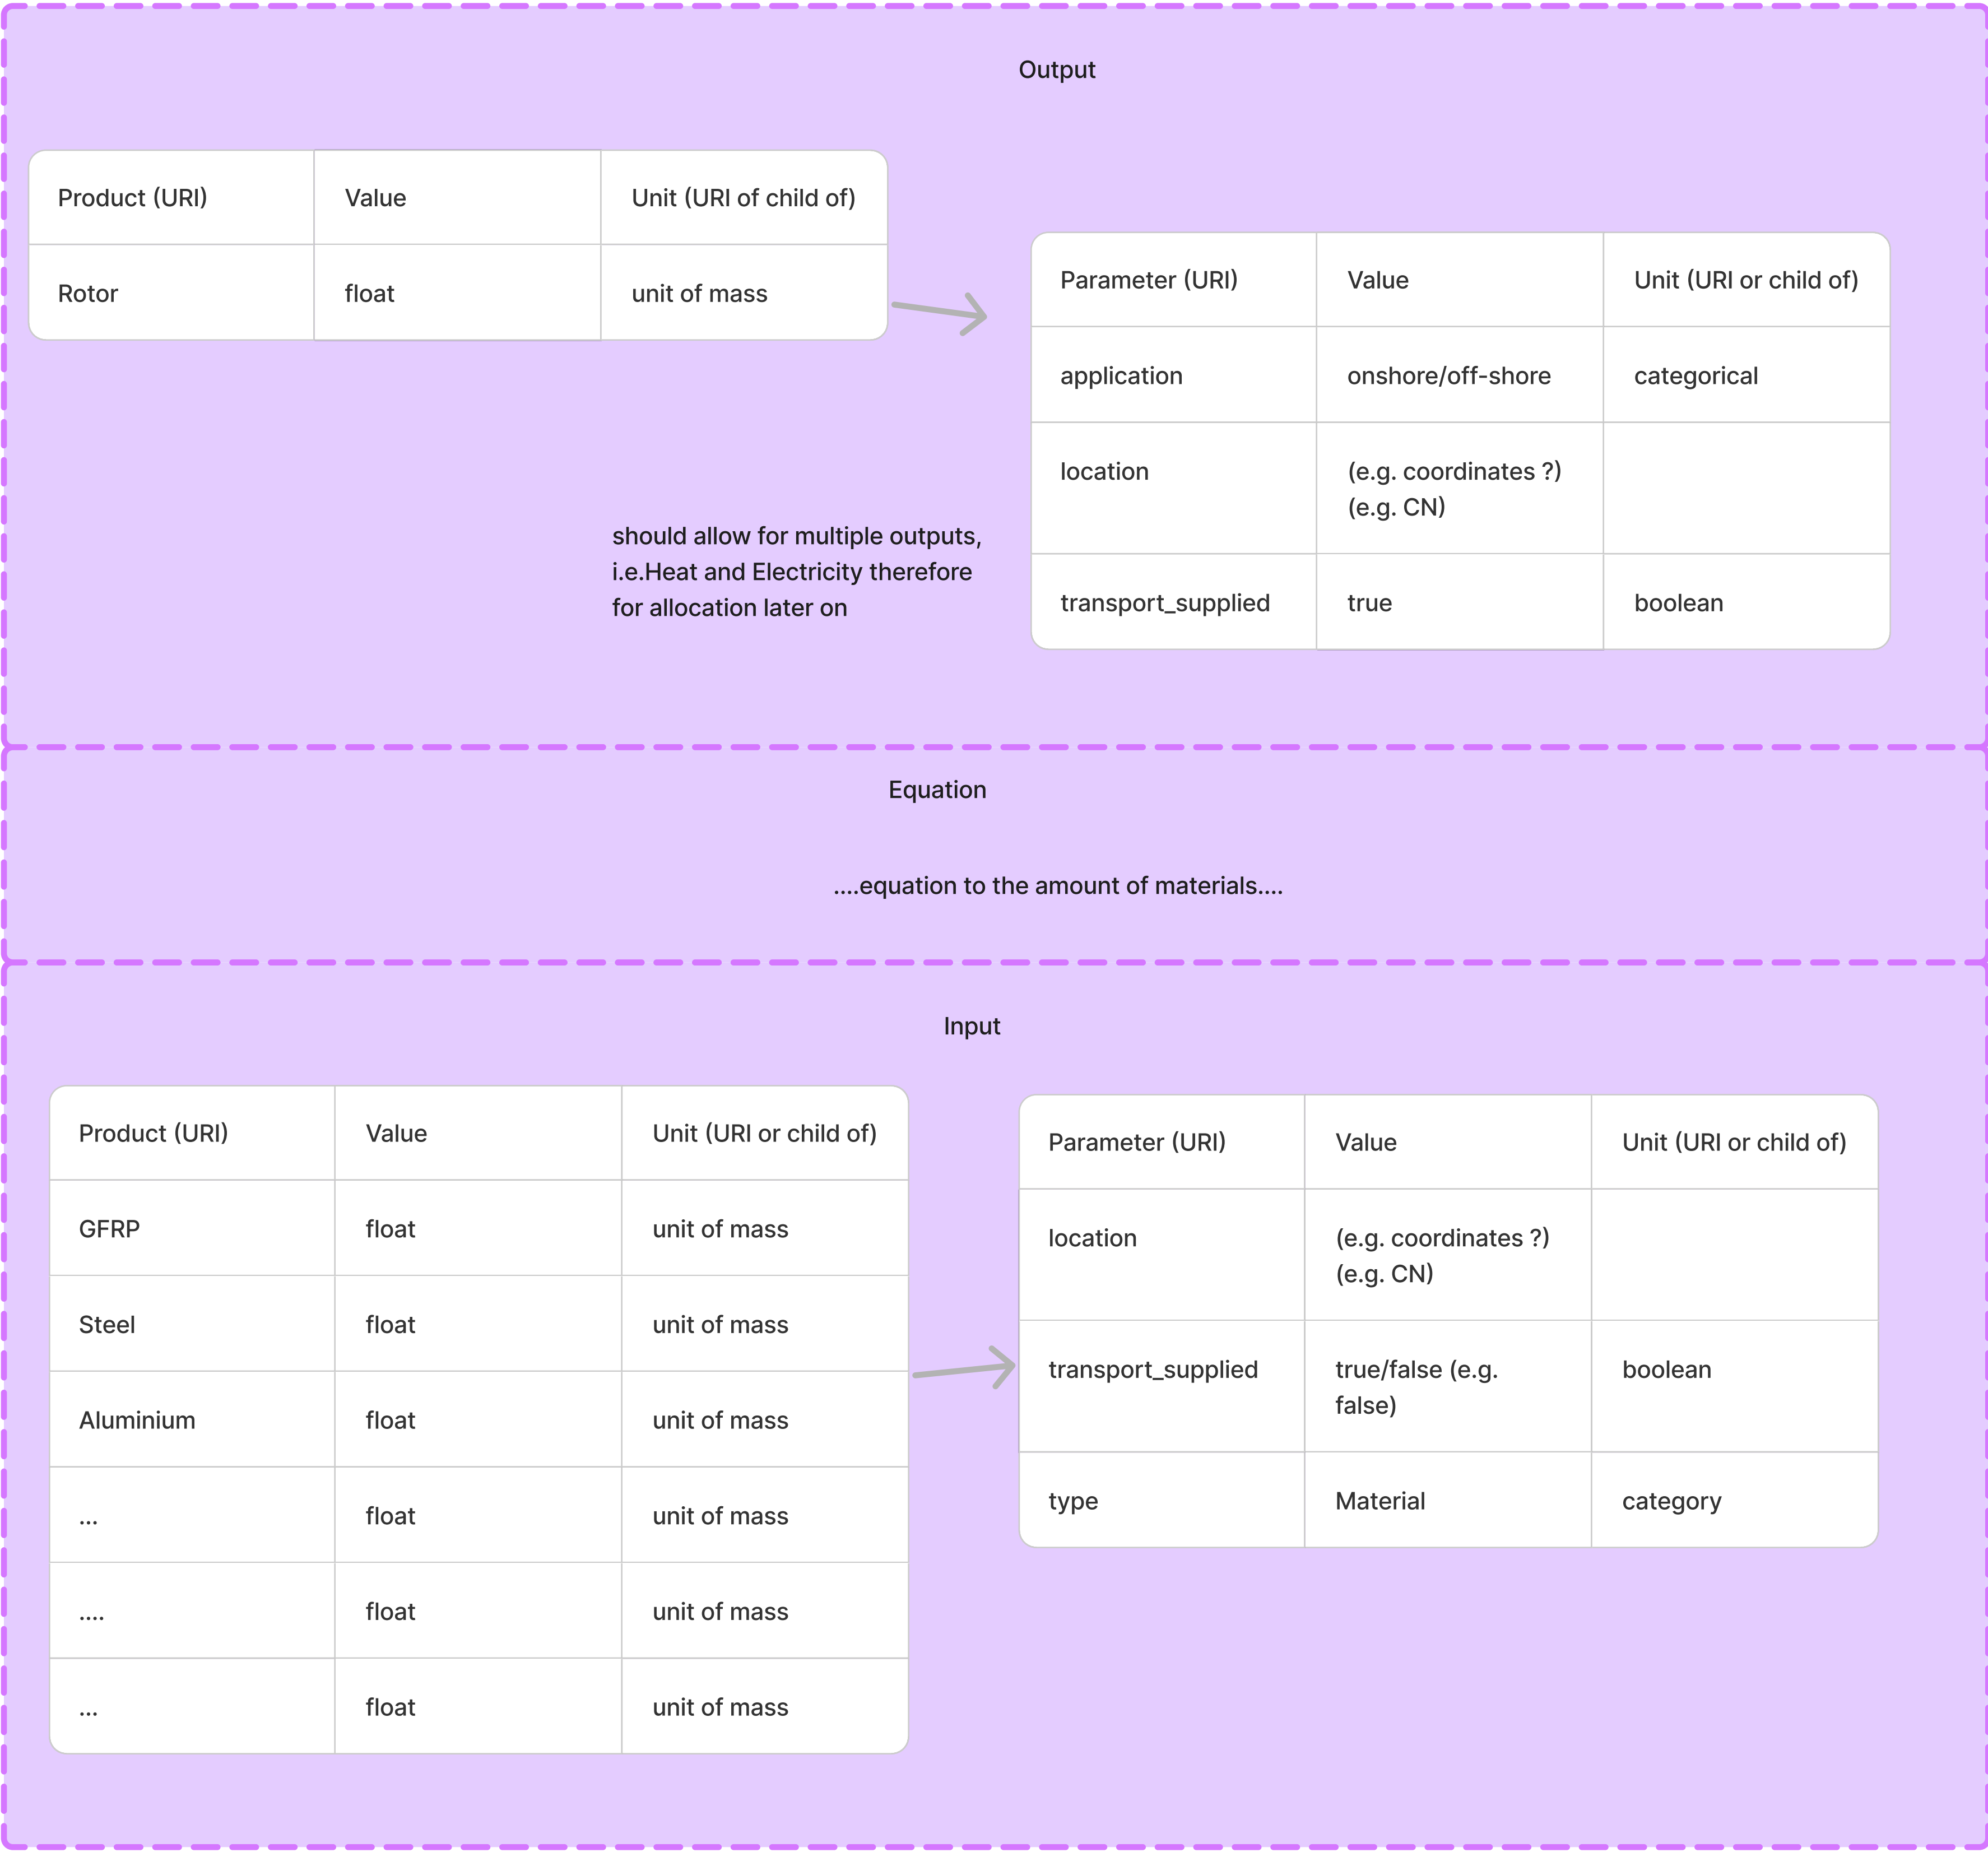 Output
Product (URI) Value Unit (URI of child of)
Rotor float unit of mass
Parameter (URI) Value Unit (URI or child of)
application onshore/off-shore categorical
location (e.g. coordinates ?)
(e.g. CN)
transport_supplied true boolean
should allow for multiple outputs,
i.e.Heat and Electricity therefore
for allocation later on
Equation
....equation to the amount of materials....
Input
Product (URI) Value Unit (URI or child of)
GFRP float unit of mass
Steel float unit of mass
Aluminium float unit of mass
... float unit of mass
.... float unit of mass
... float unit of mass
Parameter (URI) Value Unit (URI or child of)
location (e.g. coordinates ?)
(e.g. CN)
transport_supplied true/false (e.g. boolean
false)
type Material category